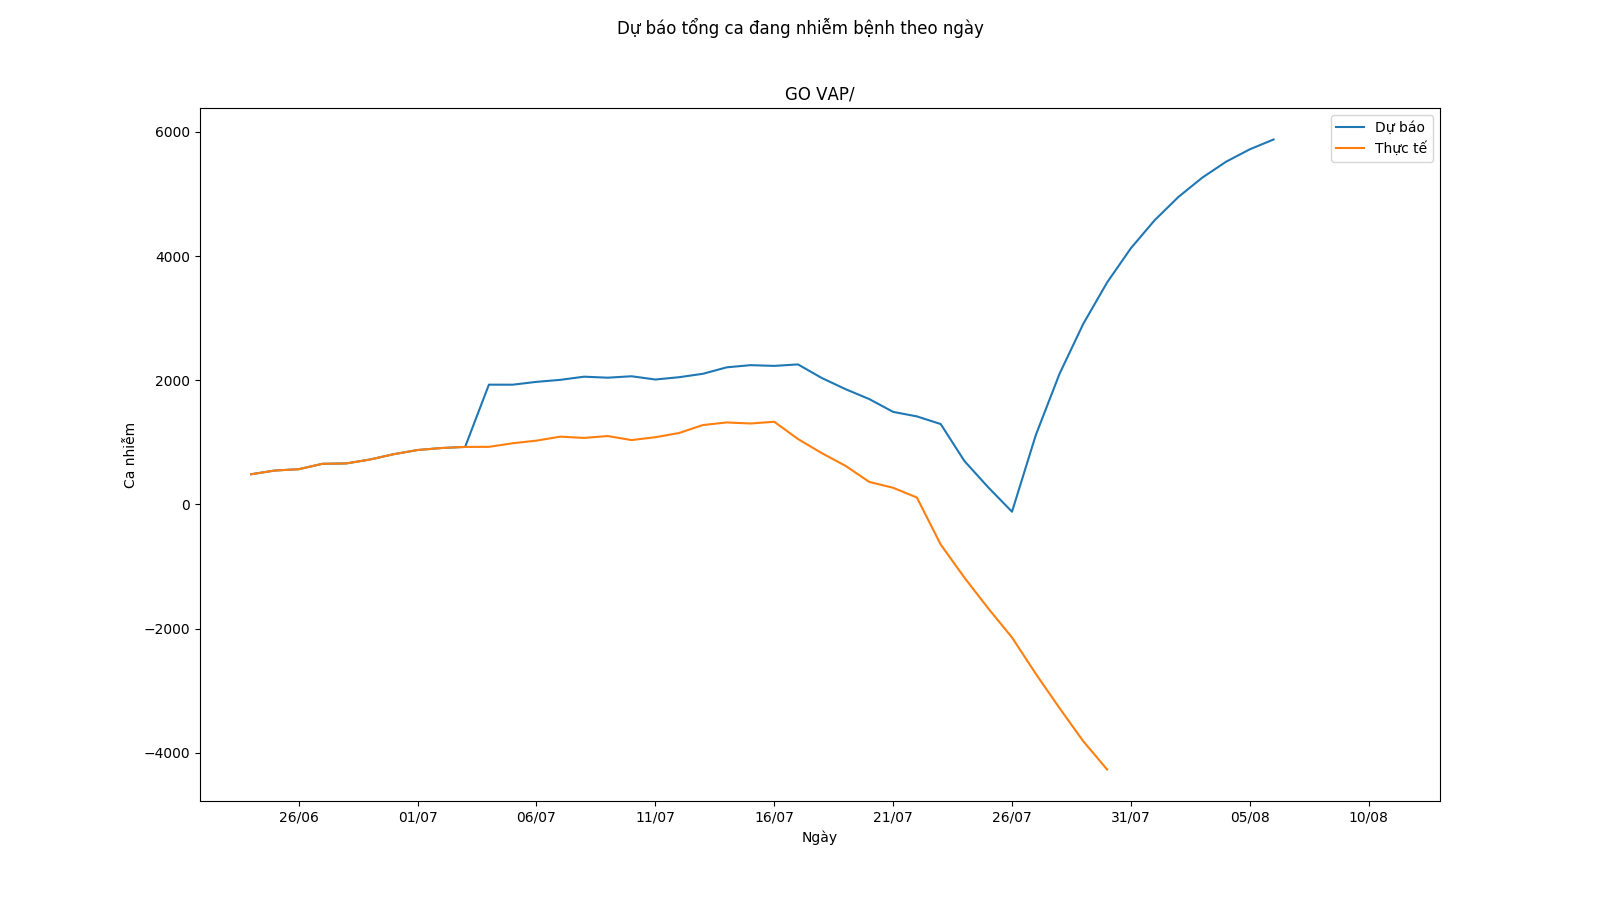 Dự báo tổng ca đang nhiễm bệnh theo ngày
GO VAP/
Dự báo
Thực tế
6000
4000
2000
0
−2000
−4000
Ca nhiễm
26/06
01/07
06/07
11/07
16/07
21/07
26/07
31/07
05/08
10/08
Ngày